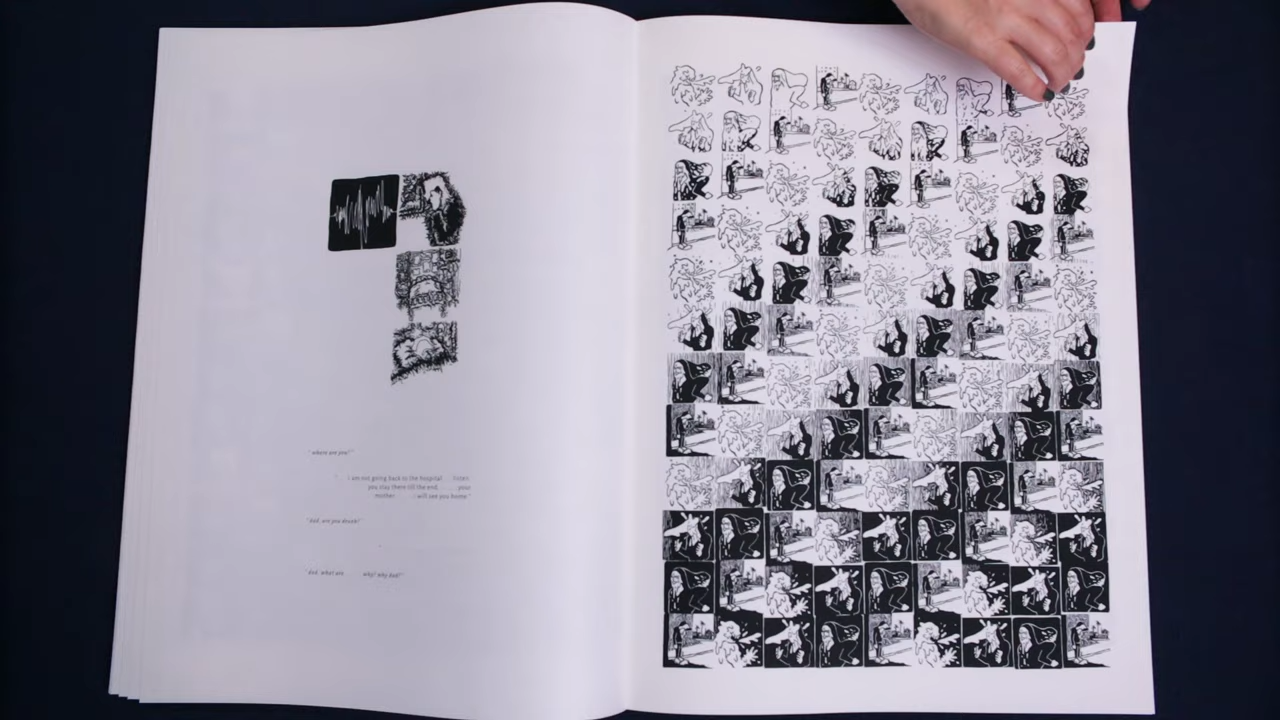 " where are you?"
" I am not going back to the hospital. . . listen
you stay there till the end, . . . . your
mother . . . . . i will see you home "
"dad, are you drunk?"
" dad, what see . . . . . why? why dad?"